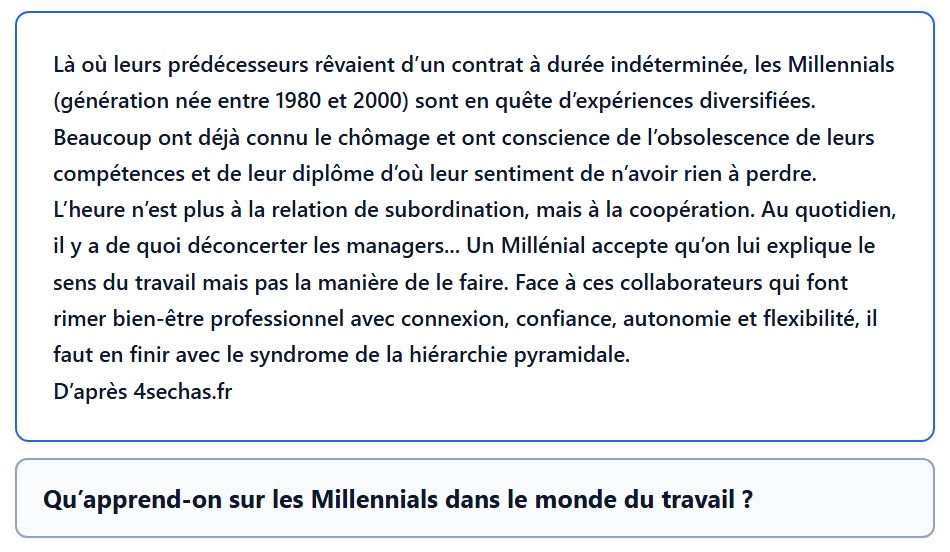 Là où leurs prédécesseurs rêvaient d’un contrat à durée indéterminée, les Millennials
(génération née entre 1980 et 2000) sont en quête d’expériences diversifiées.
Beaucoup ont déjà connu le chômage et ont conscience de l’obsolescence de leurs
compétences et de leur diplôme d’où leur sentiment de n’avoir rien à perdre.
L’heure n’est plus à la relation de subordination, mais à la coopération. Au quotidien,
il y a de quoi déconcerter les managers... Un Millénial accepte qu’on lui explique le
sens du travail mais pas la manière de le faire. Face à ces collaborateurs qui font
rimer bien-être professionnel avec connexion, confiance, autonomie et flexibilité, il
faut en finir avec le syndrome de la hiérarchie pyramidale.
D’après 4sechas.fr
Qu’apprend-on sur les Millennials dans le monde du travail ?